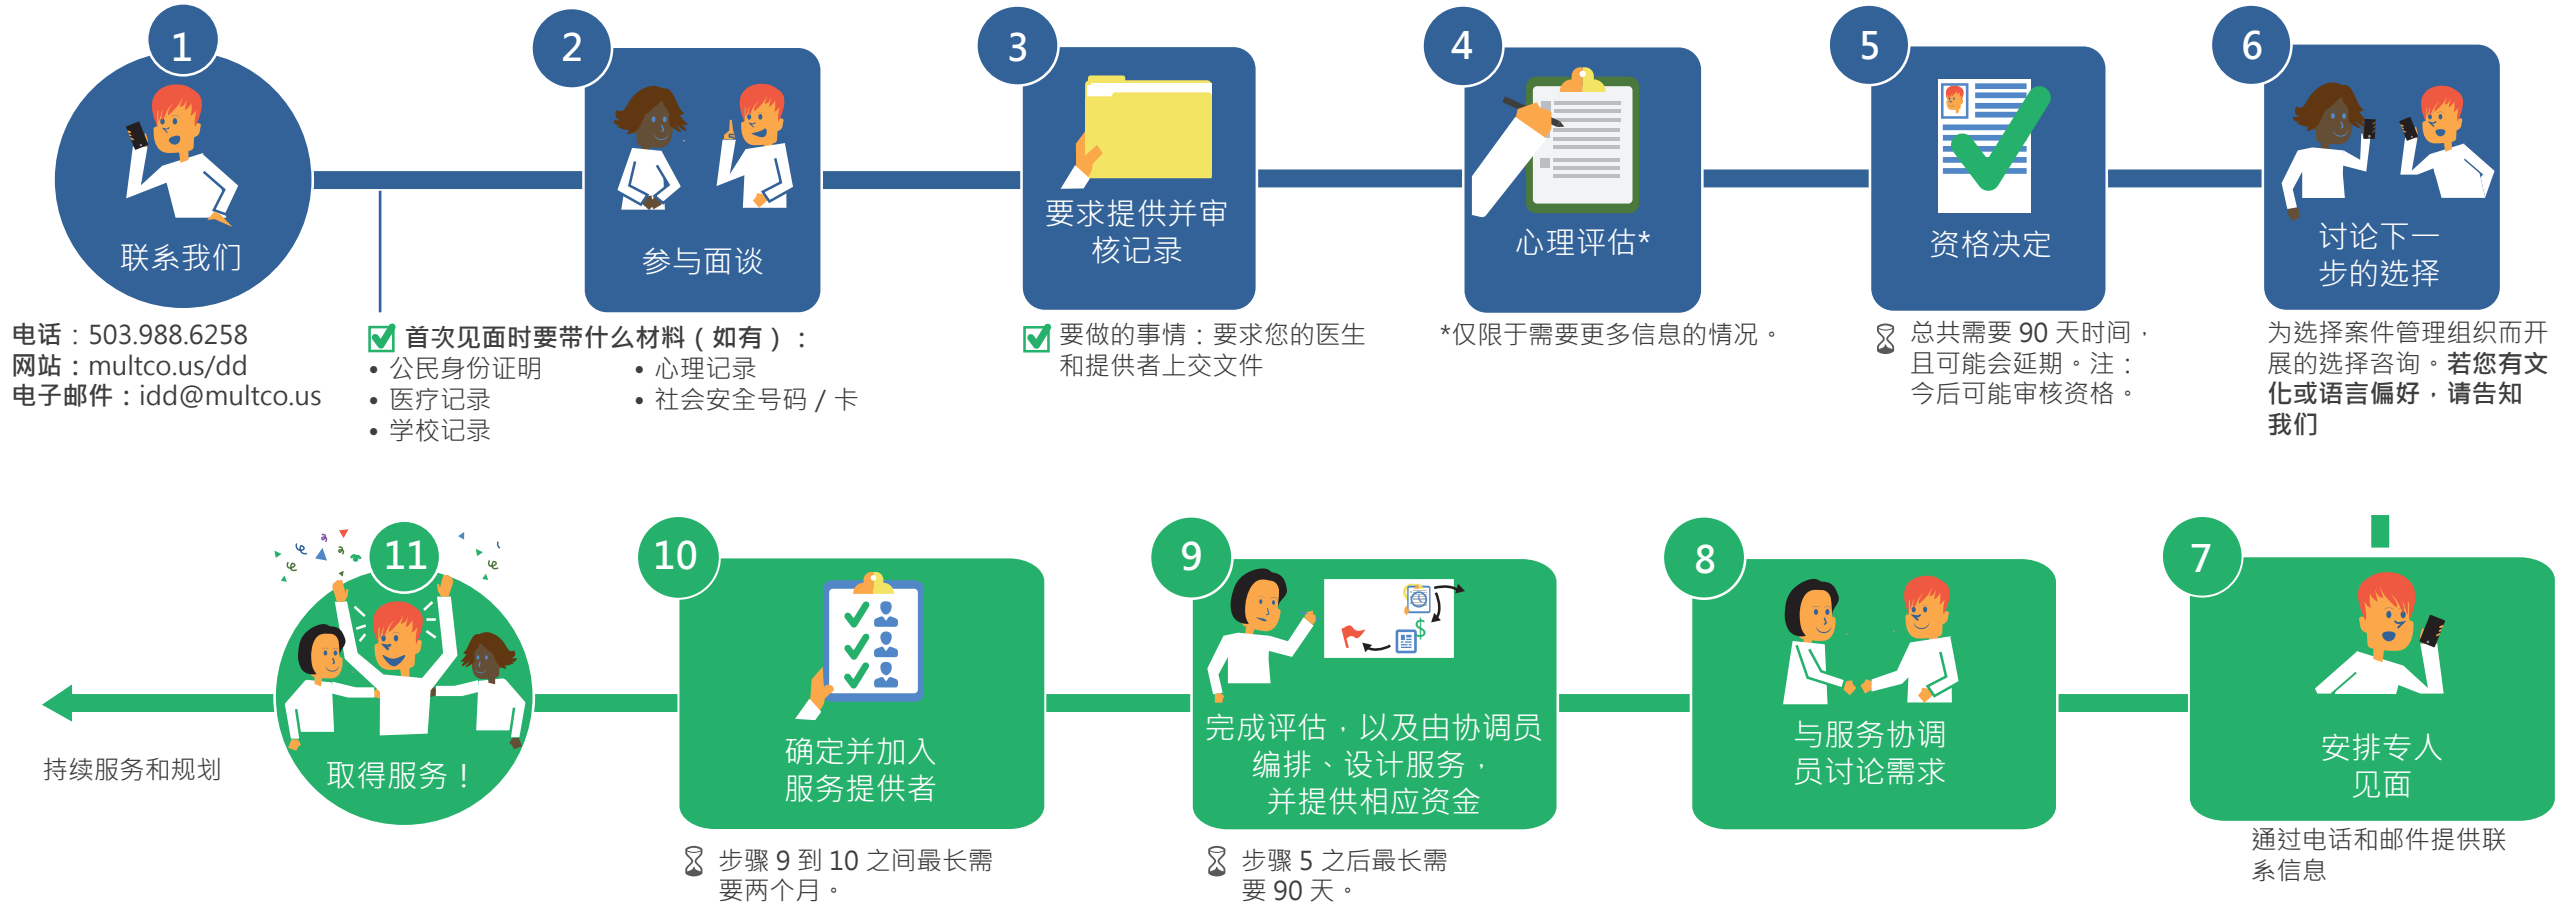 1
联系我们
电话：503.988.6258
网站：multco.us/dd
电子邮件：idd@multco.us
首次见面时要带什么材料（如有）：
• 公民身份证明
• 医疗记录
• 学校记录
• 心理记录
• 社会安全号码 / 卡
2
参与面谈
3
要求提供并审
核记录
要做的事情：要求您的医生
和提供者上交文件
4
心理评估*
*仅限于需要更多信息的情况。
5
资格决定
总共需要 90 天时间，
且可能会延期。注：
今后可能审核资格。
6
讨论下一
步的选择
为选择案件管理组织而开
展的选择咨询。若您有文
化或语言偏好，请告知
我们
7
安排专人
见面
通过电话和邮件提供联
系信息
8
与服务协调
员讨论需求
9
$
完成评估，以及由协调员
编排、设计服务，
并提供相应资金
步骤 5 之后最长需
要 90 天。
10
确定并加入
服务提供者
步骤 9 到 10 之间最长需
要两个月。
11
取得服务！
持续服务和规划